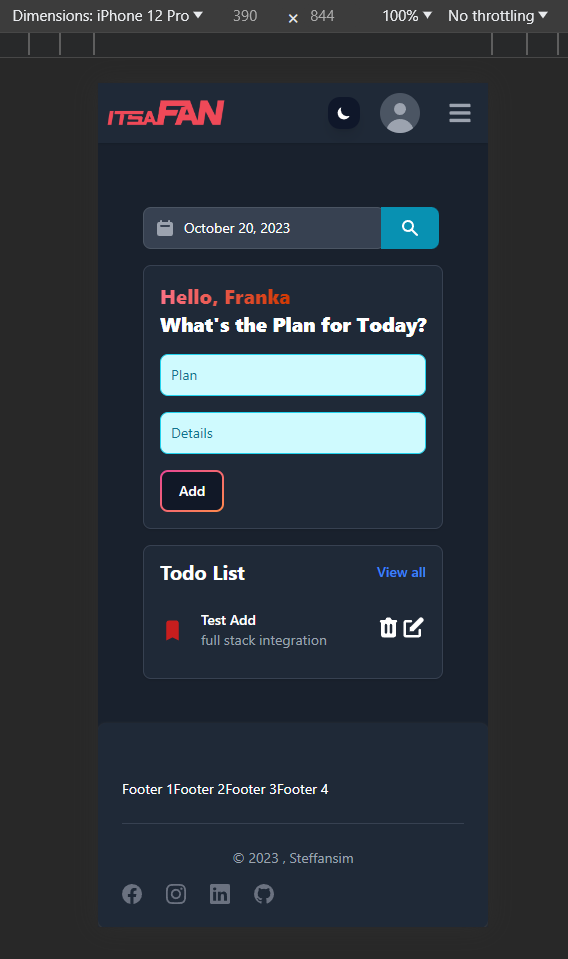 Dimensions: iPhone 12 Pro 390 × 844 100% No throttling
ITSAFAN
October 20, 2023
Hello, Franka
What's the Plan for Today?
Plan
Details
Add
Todo List View all
Test Add
full stack integration
Footer 1Footer 2Footer 3Footer 4
© 2023 , Steffansim